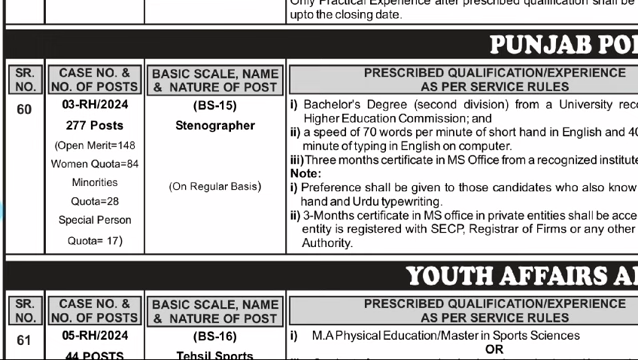 Only Practical Experience after prescribed qualification shall be
upto the closing date.
PUNJAB
SR. NO.
CASE NO. & NO. OF POSTS
BASIC SCALE, NAME & NATURE OF POST
PRESCRIBED QUALIFICATION/EXPERIENCE AS PER SERVICE RULES
60
03-RH/2024
277 Posts
(Open Merit=148
Women Quota=84
Minorities
Quota=28
Special Person
Quota= 17)
(BS-15)
Stenographer
(On Regular Basis)
i) Bachelor's Degree (second division) from a University
Higher Education Commission; and
ii) a speed of 70 words per minute of short hand in English and
minute of typing in English on computer.
iii)Three months certificate in MS Office from a recognized
Note:
i) Preference shall be given to those candidates who also know
hand and Urdu typewriting.
ii) 3-Months certificate in MS office in private entities shall be
entity is registered with SECP, Registrar of Firms or any other
Authority.
YOUTH AFFAIRS
SR. NO.
CASE NO. & NO. OF POSTS
BASIC SCALE, NAME & NATURE OF POST
PRESCRIBED QUALIFICATION/EXPERIENCE AS PER SERVICE RULES
61
05-RH/2024
44 POSTS
(BS-16)
Tehsil Sports
i) M.A Physical Education/Master in Sports Sciences
OR